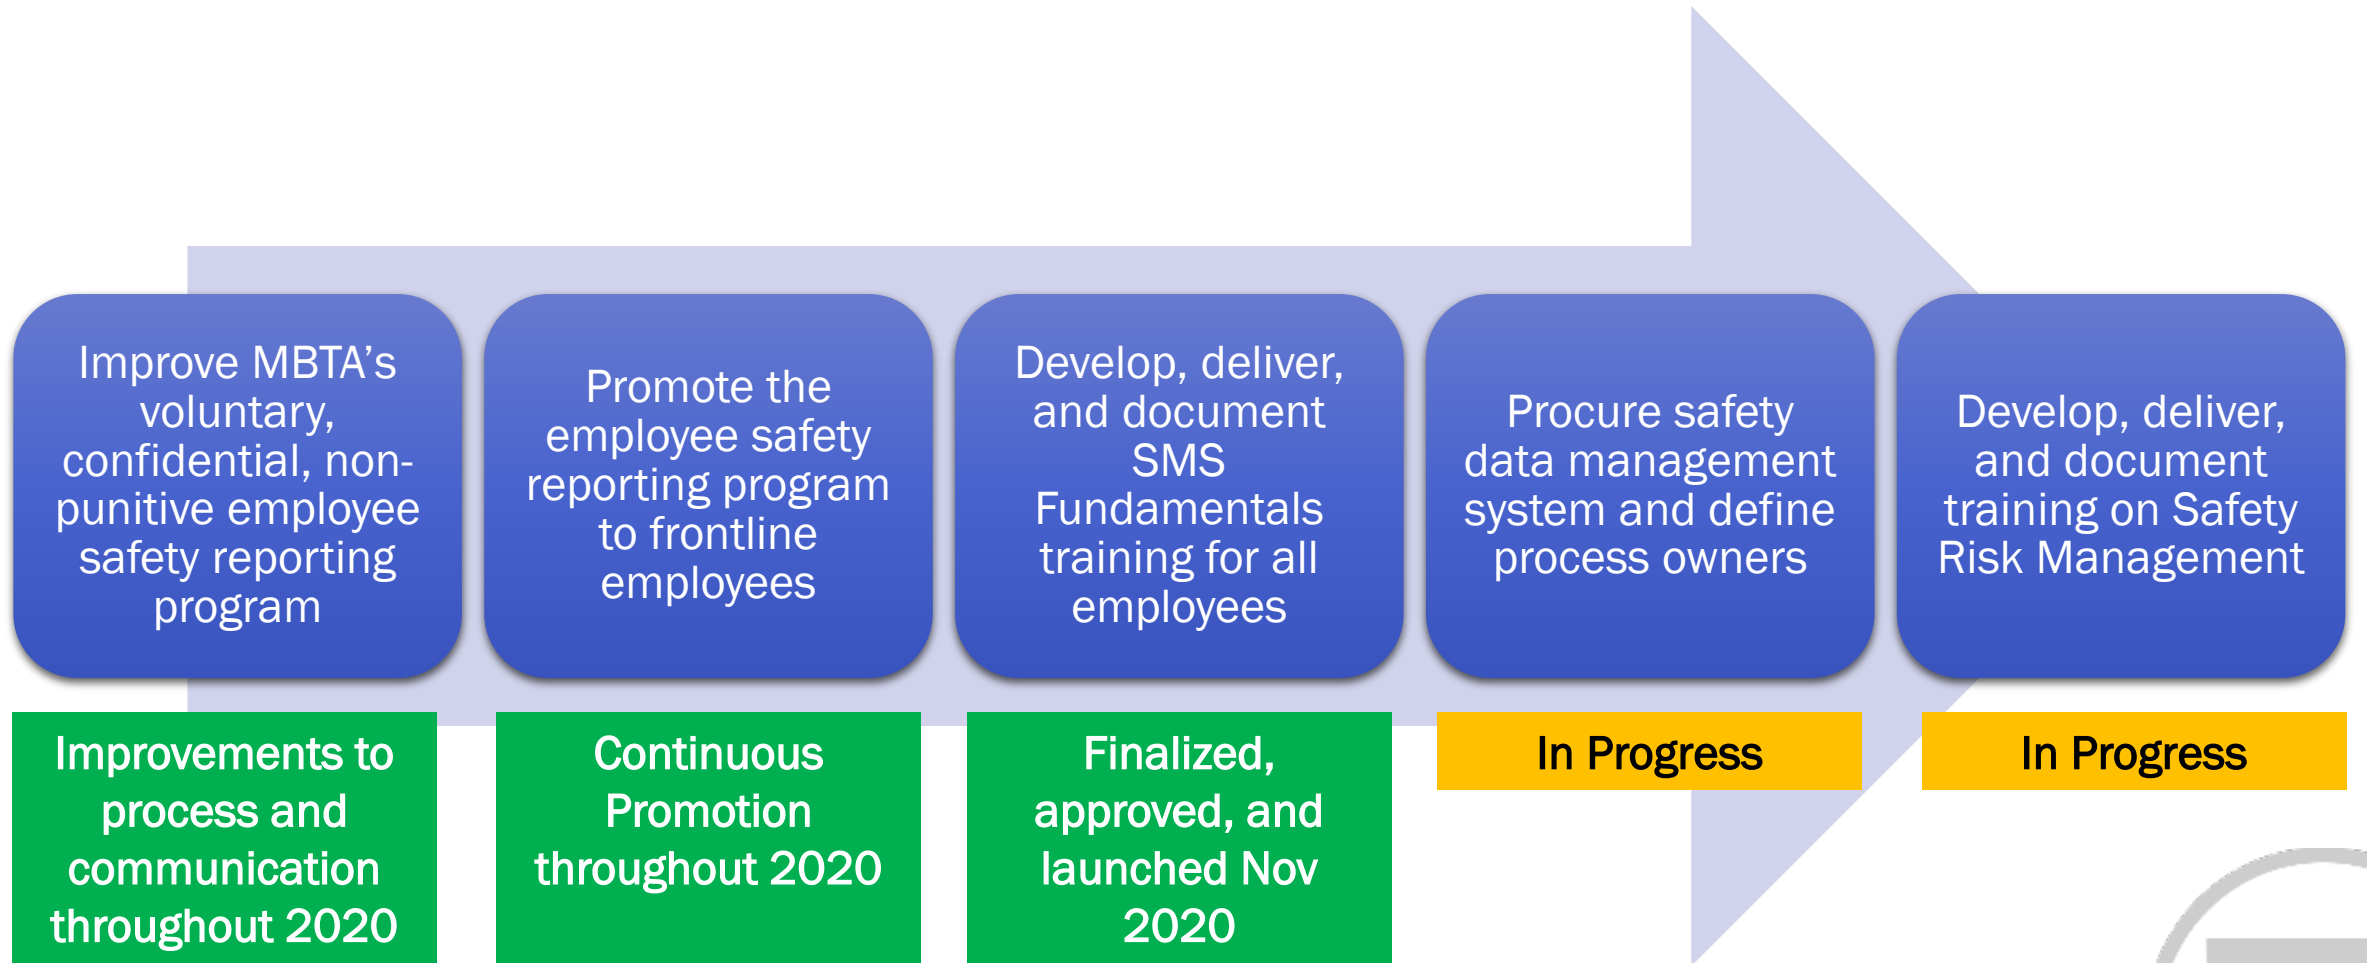 Improve MBTA’s
voluntary,
confidential, non-
punitive employee
safety reporting
program
Promote the
employee safety
reporting program
to frontline
employees
Develop, deliver,
and document
SMS
Fundamentals
training for all
employees
Procure safety
data management
system and define
process owners
Develop, deliver,
and document
training on Safety
Risk Management
Improvements to
process and
communication
throughout 2020
Continuous
Promotion
throughout 2020
Finalized,
approved, and
launched Nov
2020
In Progress
In Progress